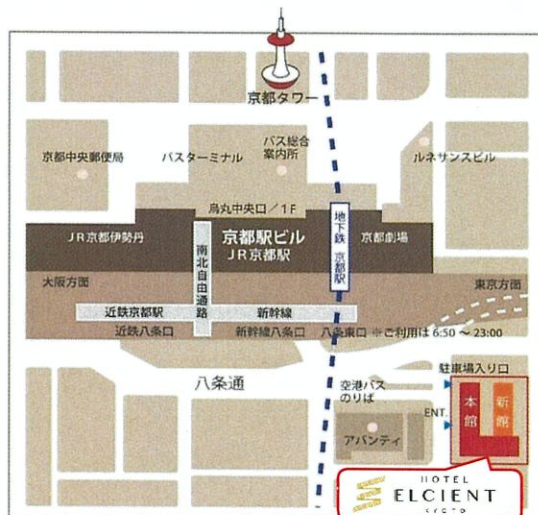 京都タワー
京都中央郵便局
バスターミナル
バス総合
案内所
ルネサンスビル
烏丸中央口/1F
JR京都伊勢丹
京都駅ビル
JR京都駅
地下鉄 京都駅
京都劇場
南北自由通路
大阪方面
東京方面
近鉄京都駅
新幹線
近鉄八条口
新幹線八条口
八条東口 ※ご利用は 6:50 ~ 23:00
八条通
空港バス
のりば
駐車場入り口
ENT.
本館
新館
アバンティ
HOTEL
ELCIENT
KYOTO